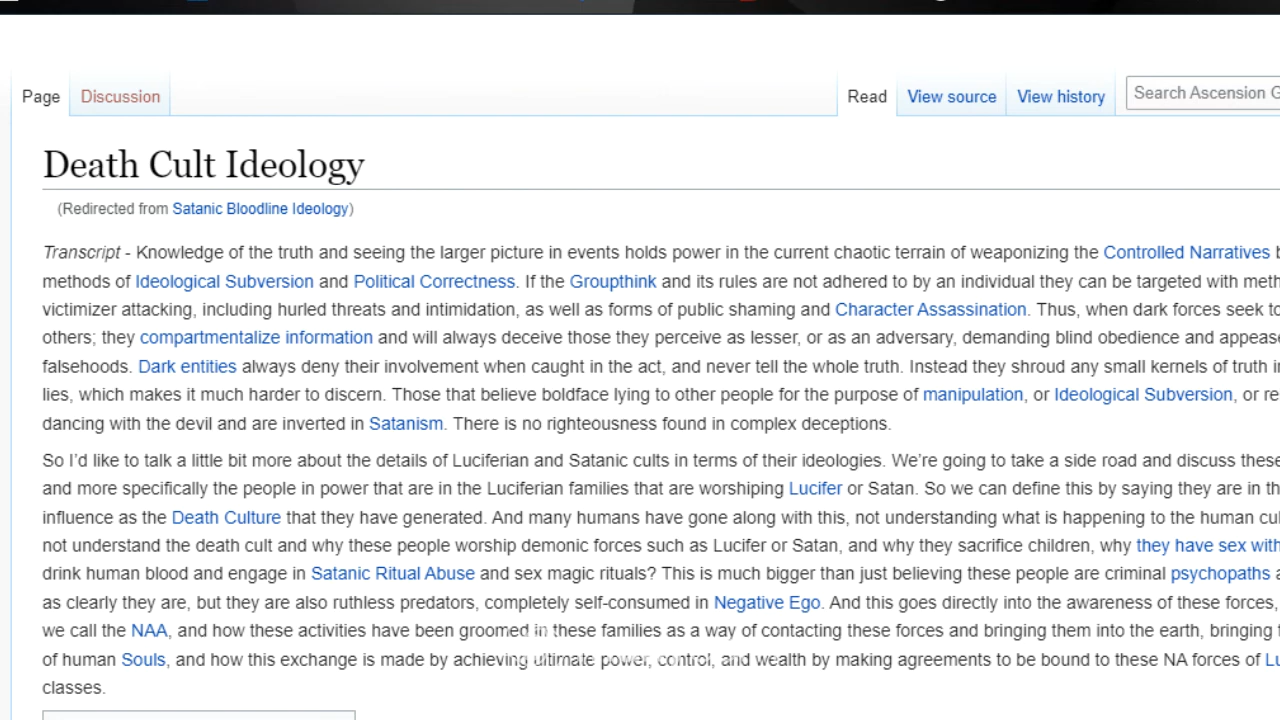 Page
Discussion
Read
View source
View history
Search Ascension G
Death Cult Ideology
(Redirected from Satanic Bloodline Ideology)
Transcript - Knowledge of the truth and seeing the larger picture in events holds power in the current chaotic terrain of weaponizing the Controlled Narratives b
methods of Ideological Subversion and Political Correctness. If the Groupthink and its rules are not adhered to by an individual they can be targeted with meth
victimizer attacking, including hurled threats and intimidation, as well as forms of public shaming and Character Assassination. Thus, when dark forces seek to
others; they compartmentalize information and will always deceive those they perceive as lesser, or as an adversary, demanding blind obedience and appease
falsehoods. Dark entities always deny their involvement when caught in the act, and never tell the whole truth. Instead they shroud any small kernels of truth i
lies, which makes it much harder to discern. Those that believe boldface lying to other people for the purpose of manipulation, or Ideological Subversion, or re
dancing with the devil and are inverted in Satanism. There is no righteousness found in complex deceptions.
So I'd like to talk a little bit more about the details of Luciferian and Satanic cults in terms of their ideologies. We're going to take a side road and discuss these
and more specifically the people in power that are in the Luciferian families that are worshiping Lucifer or Satan. So we can define this by saying they are in th
influence as the Death Culture that they have generated. And many humans have gone along with this, not understanding what is happening to the human cul
not understand the death cult and why these people worship demonic forces such as Lucifer or Satan, and why they sacrifice children, why they have sex with
drink human blood and engage in Satanic Ritual Abuse and sex magic rituals? This is much bigger than just believing these people are criminal psychopaths a
as clearly they are, but they are also ruthless predators, completely self-consumed in Negative Ego. And this goes directly into the awareness of these forces,
we call the NAA, and how these activities have been groomed in these families as a way of contacting these forces and bringing them into the earth, bringing t
of human Souls, and how this exchange is made by achieving ultimate power, control, and wealth by making agreements to be bound to these NA forces of Lu
classes.